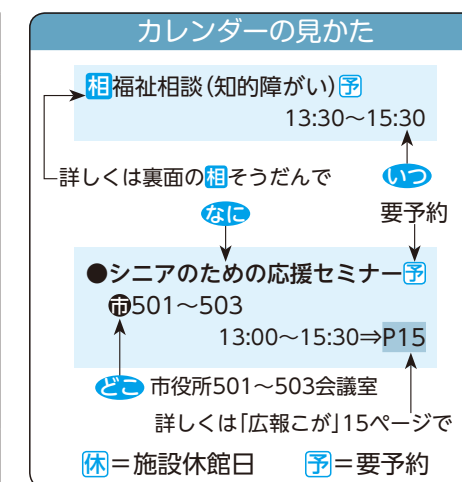 カレンダーの見かた
相福祉相談(知的障がい)予
13:30～15:30
詳しくは裏面の相そうだんで
いつ
なに
要予約
●シニアのための応援セミナー予
市501～503
13:00～15:30⇒P15
どこ 市役所501～503会議室
詳しくは「広報こが」15ページで
休＝施設休館日 予＝要予約